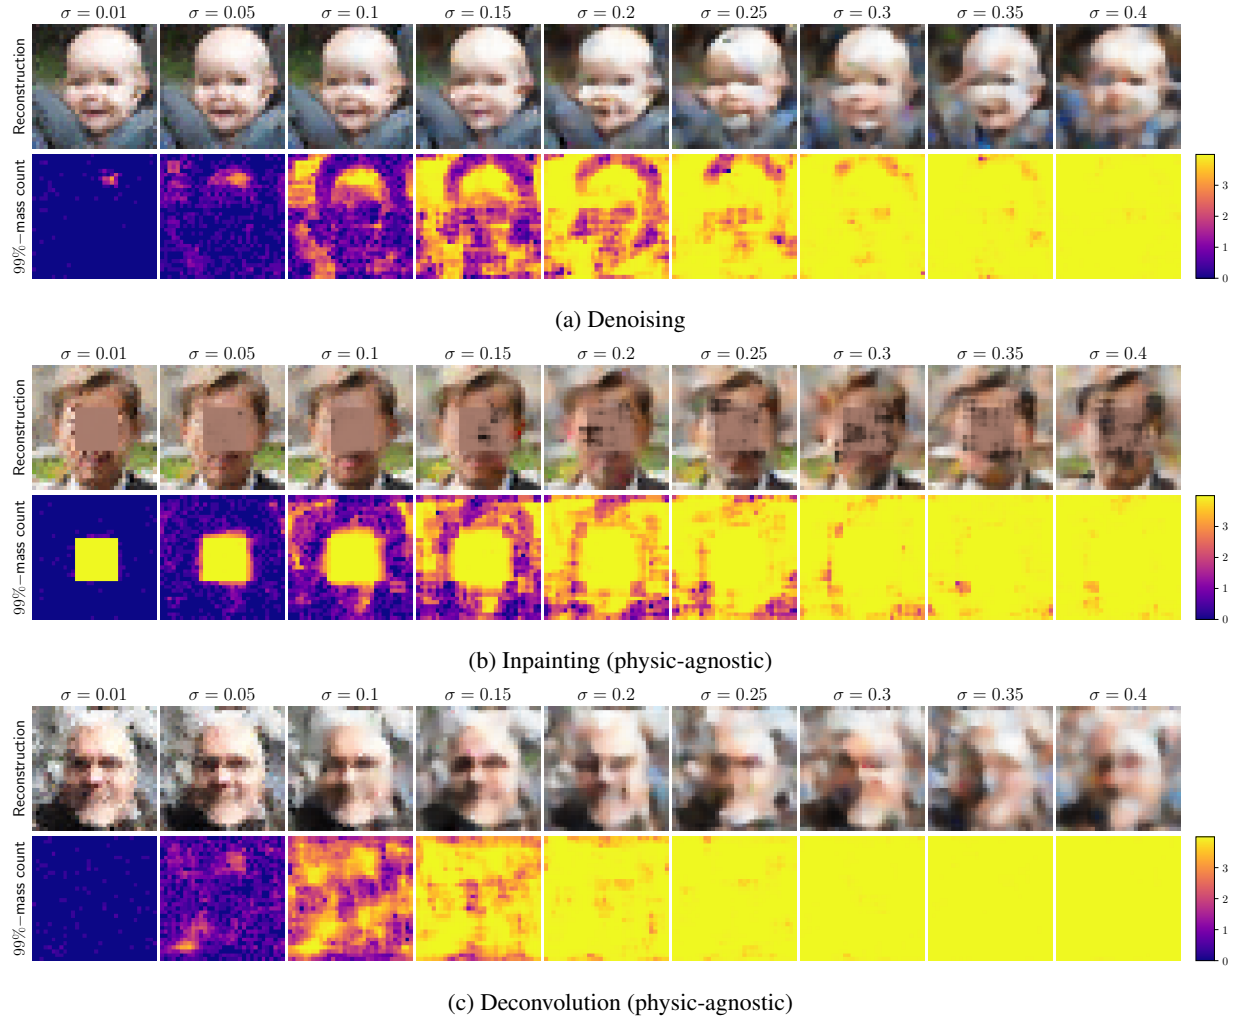 σ = 0.01 σ = 0.05 σ = 0.1 σ = 0.15 σ = 0.2 σ = 0.25 σ = 0.3 σ = 0.35 σ = 0.4
Reconstruction
99%−mass count
3
2
1
0
(a) Denoising
σ = 0.01 σ = 0.05 σ = 0.1 σ = 0.15 σ = 0.2 σ = 0.25 σ = 0.3 σ = 0.35 σ = 0.4
Reconstruction
99%−mass count
3
2
1
0
(b) Inpainting (physic-agnostic)
σ = 0.01 σ = 0.05 σ = 0.1 σ = 0.15 σ = 0.2 σ = 0.25 σ = 0.3 σ = 0.35 σ = 0.4
Reconstruction
99%−mass count
3
2
1
0
(c) Deconvolution (physic-agnostic)